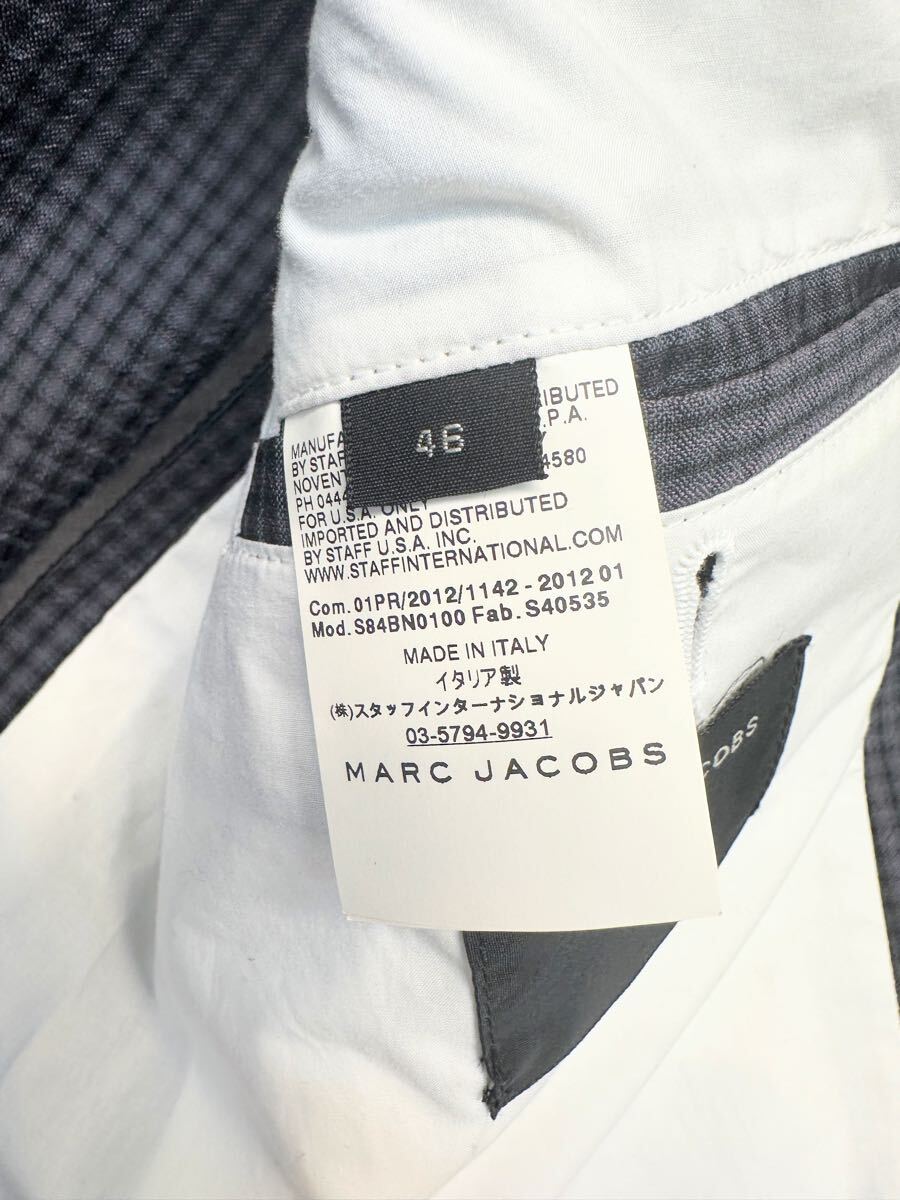 46
MANUFA RIBUTED
BY STAF .P.A.
NOVENT
PH 0444 4580
FOR U.S.A. ONLY
IMPORTED AND DISTRIBUTED
BY STAFF U.S.A. INC.
WWW.STAFFINTERNATIONAL.COM
Com. 01PR/2012/1142 - 2012 01
Mod. S84BN0100 Fab. S40535
MADE IN ITALY
イタリア製
(株)スタッフインターナショナルジャパン
03-5794-9931
MARC JACOBS
COBS